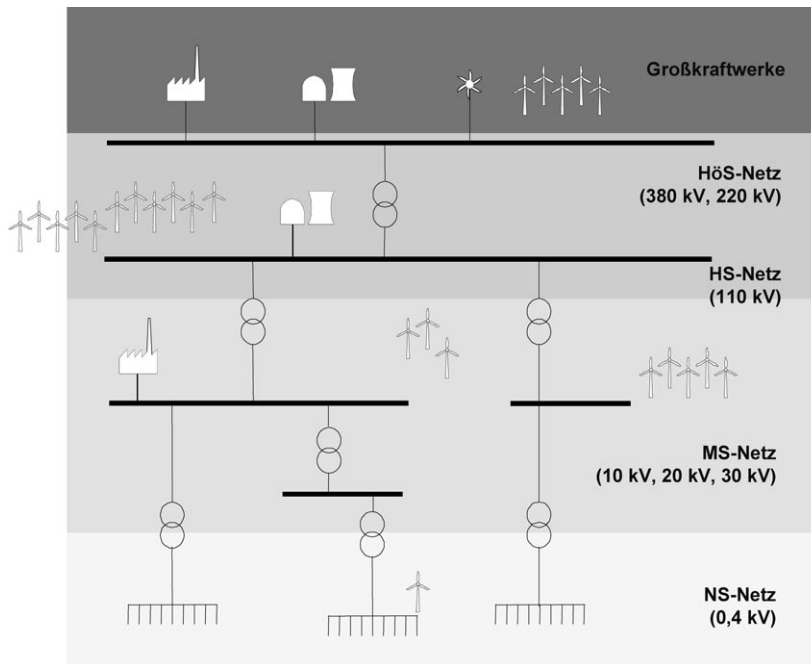 Großkraftwerke
HöS-Netz
(380 kV, 220 kV)
HS-Netz
(110 kV)
MS-Netz
(10 kV, 20 kV, 30 kV)
NS-Netz
(0,4 kV)